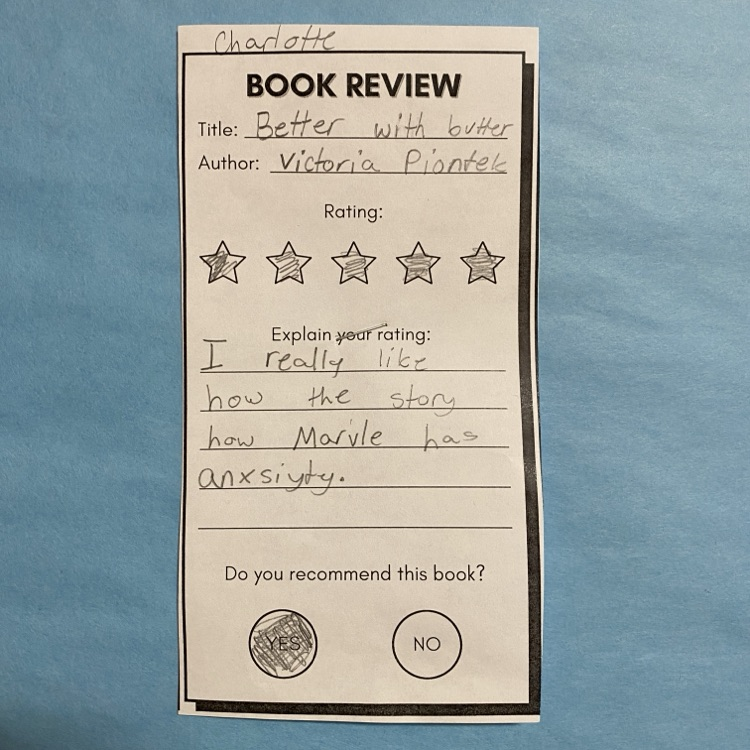 Charlotte
BOOK REVIEW
Title: Better with butter
Author: Victoria Piontek
Rating:
Explain your rating:
I really like
how the story
how Marvle has
anxsiyty.
Do you recommend this book?
YES NO